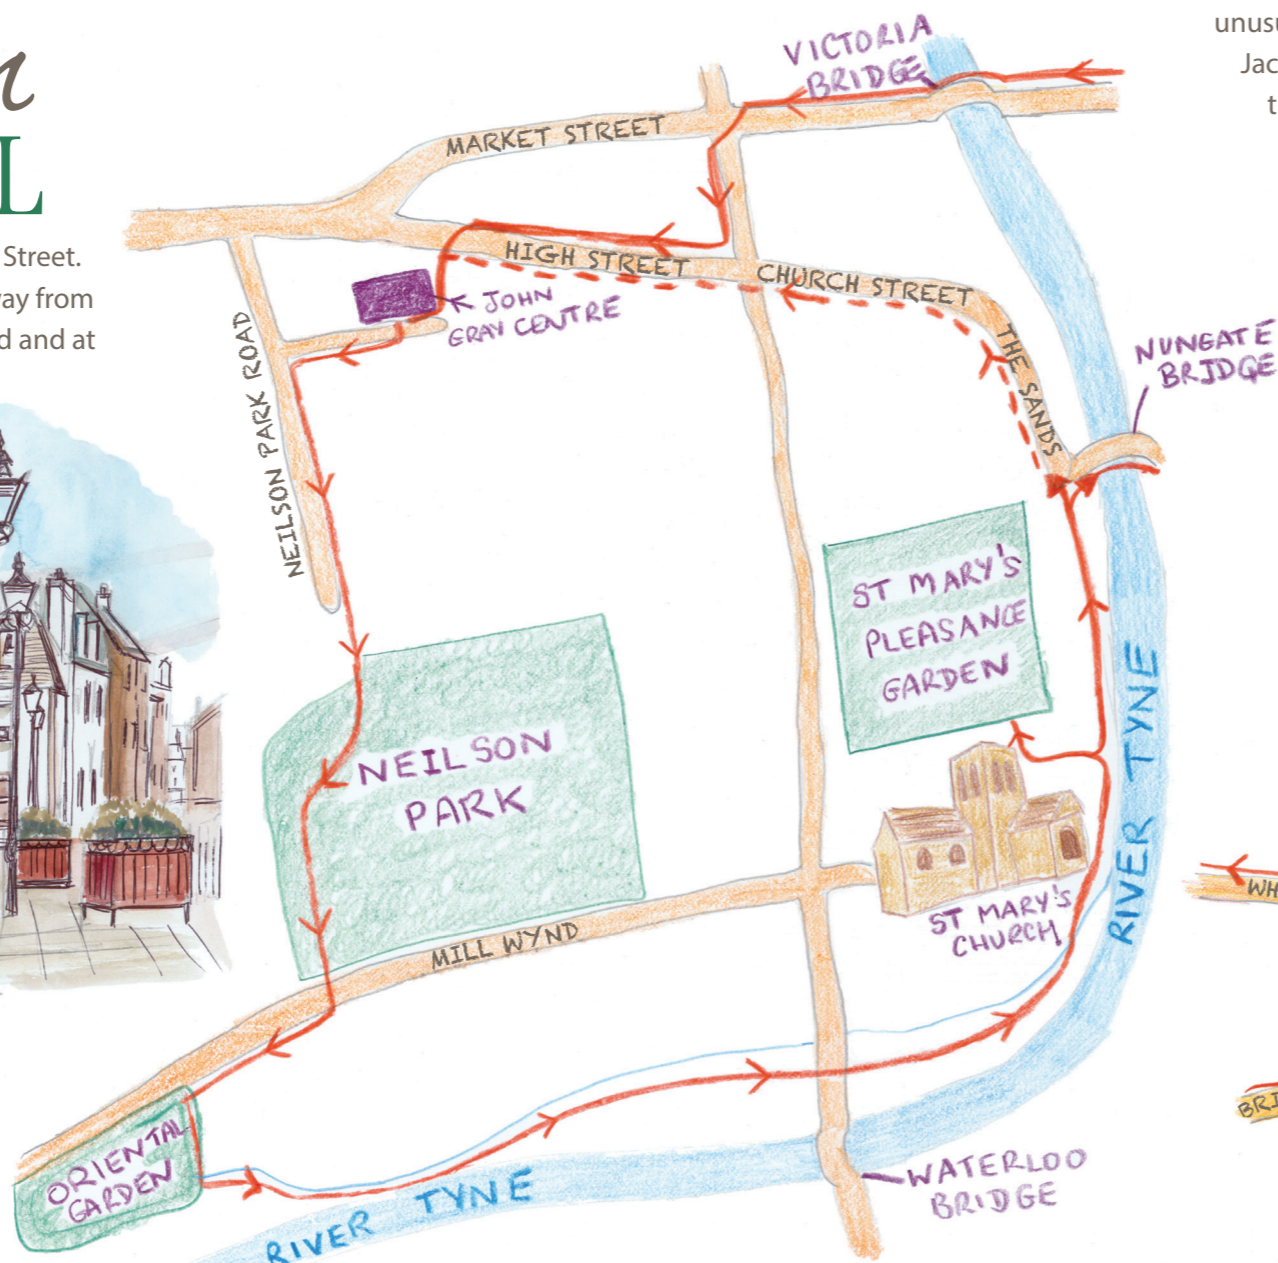 n
L
Street.
way from
d and at
unusu
Jac
t
VICTORIA
BRIDGE
MARKET STREET
HIGH STREET
CHURCH STREET
JOHN
GRAY CENTRE
NEILSON PARK ROAD
THE SANDS
NUNGATE
BRIDGE
ST MARY'S
PLEASANCE
GARDEN
NEILSON
PARK
RIVER TYNE
ST MARY'S
CHURCH
WH
MILL WYND
BRI
ORIENTAL
GARDEN
WATERLOO
BRIDGE
RIVER TYNE